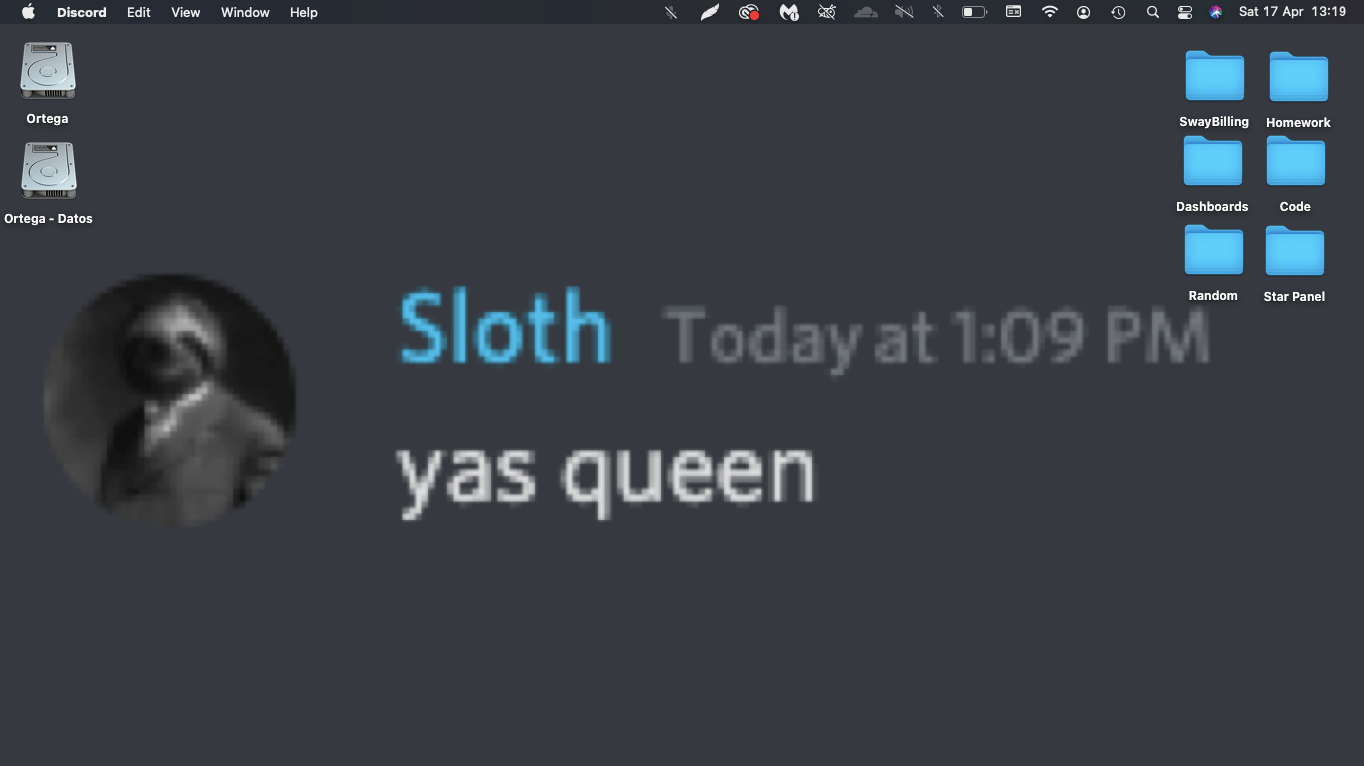 Discord Edit View Window Help Sat 17 Apr 13:19
Ortega
Ortega - Datos
SwayBilling Homework
Dashboards Code
Random Star Panel
Sloth Today at 1:09 PM
yas queen